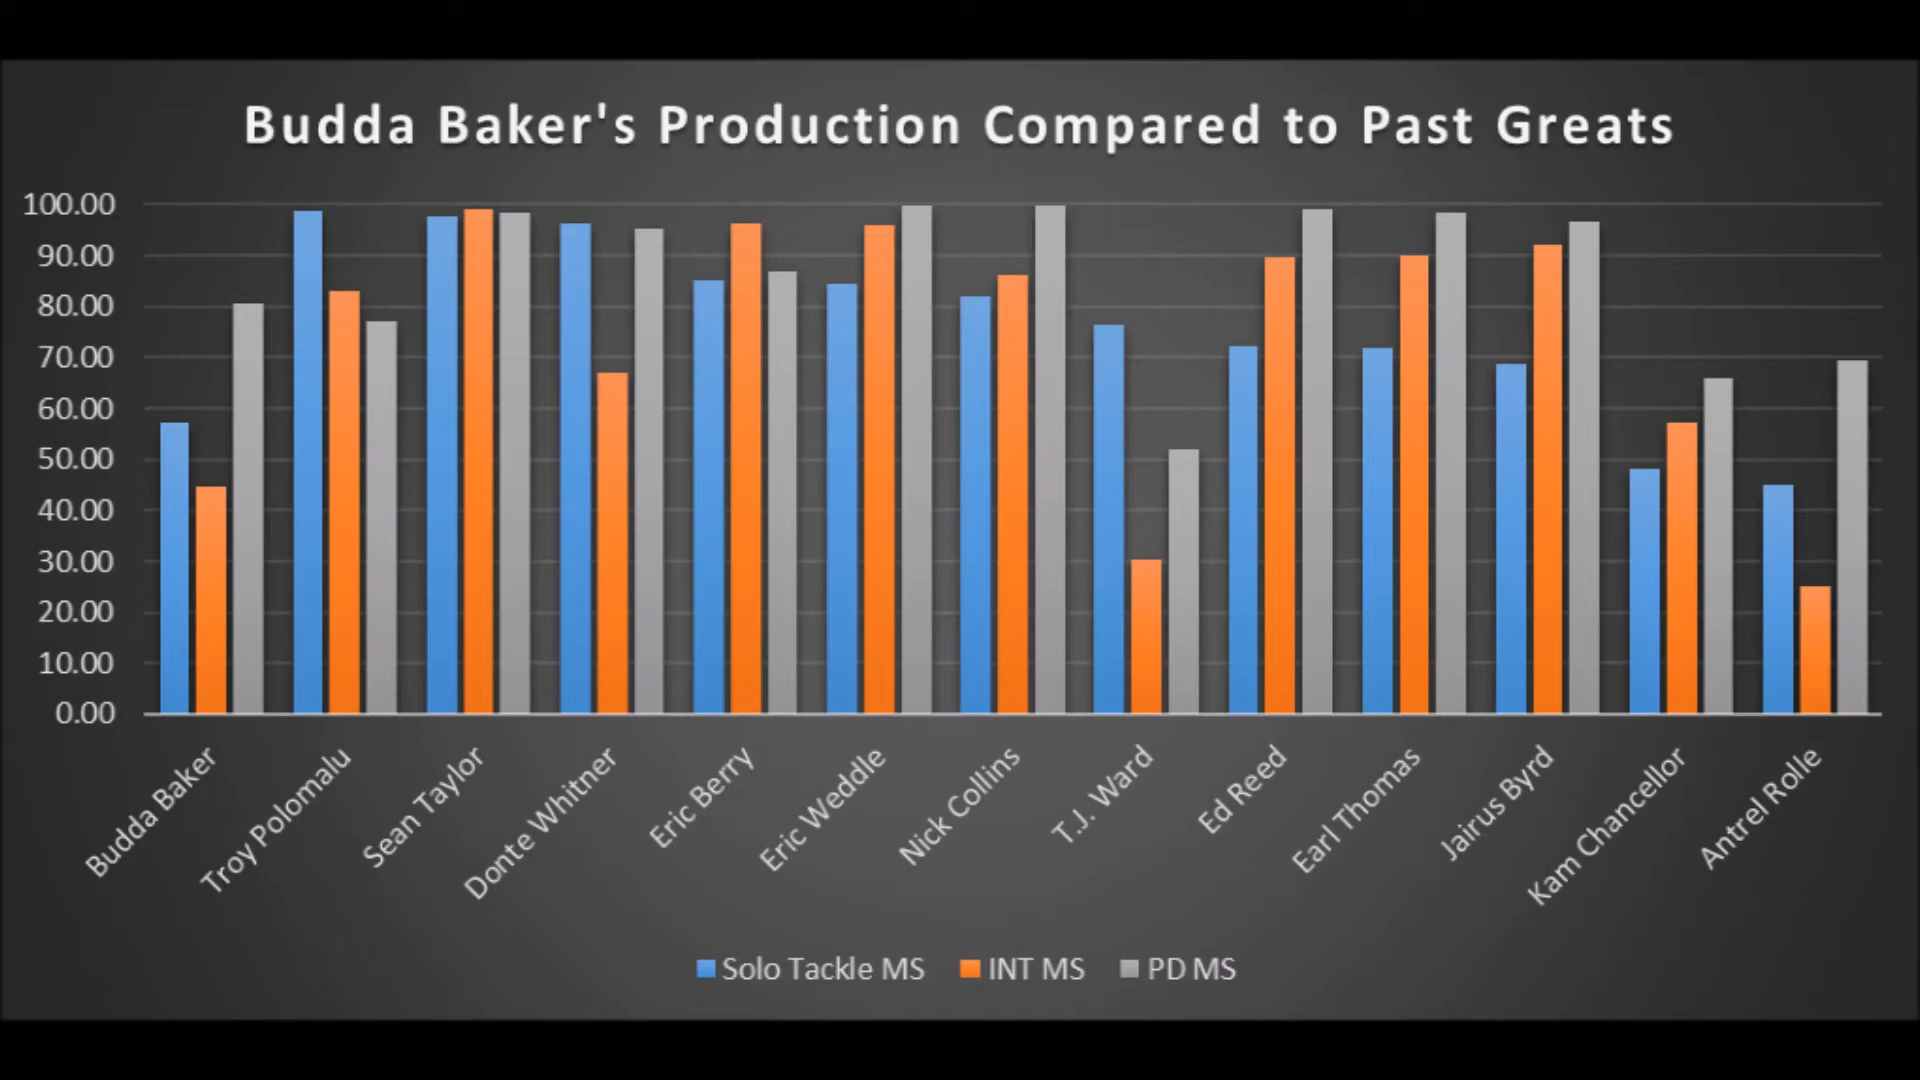 Budda Baker's Production Compared to Past Greats
100.00
90.00
80.00
70.00
60.00
50.00
40.00
30.00
20.00
10.00
0.00
Budda Baker
Troy Polomalu
Sean Taylor
Donte Whitner
Eric Berry
Eric Weddle
Nick Collins
T.J. Ward
Ed Reed
Earl Thomas
Jairus Byrd
Kam Chancellor
Antrel Rolle
Solo Tackle MS INT MS PD MS